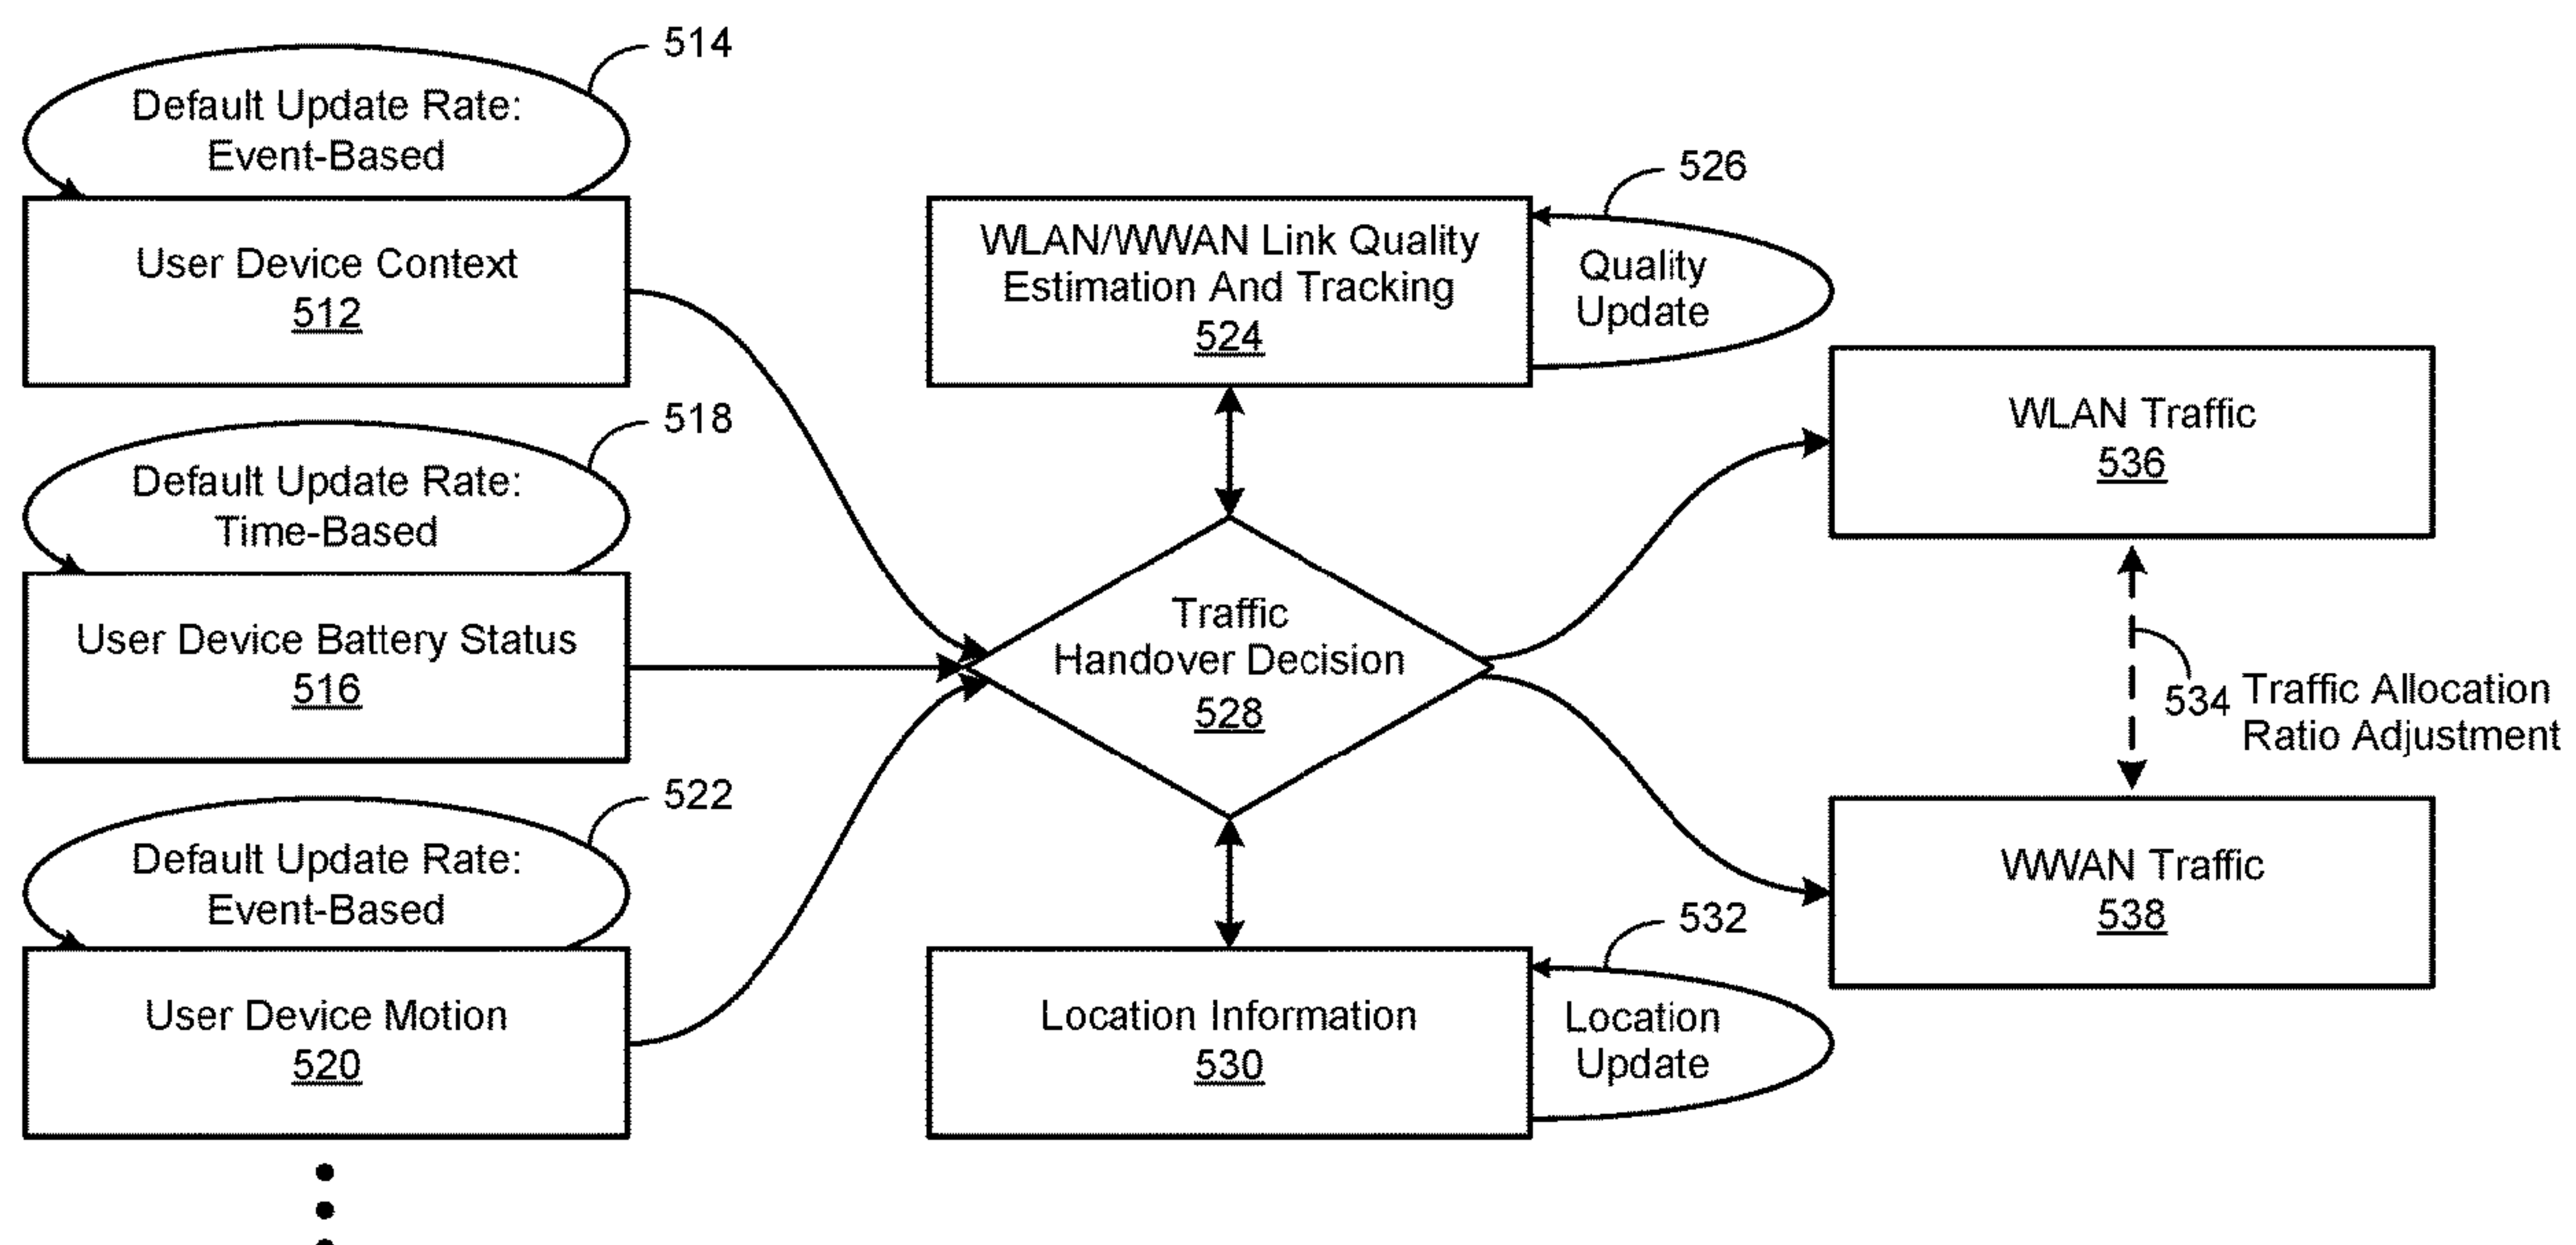 514
Default Update Rate:
Event-Based
User Device Context
512
518
Default Update Rate:
Time-Based
User Device Battery Status
516
522
Default Update Rate:
Event-Based
User Device Motion
520
526
WLAN/WWAN Link Quality
Estimation And Tracking
524
Quality
Update
Traffic
Handover Decision
528
532
Location Information
530
Location
Update
WLAN Traffic
536
534 Traffic Allocation
Ratio Adjustment
WWAN Traffic
538